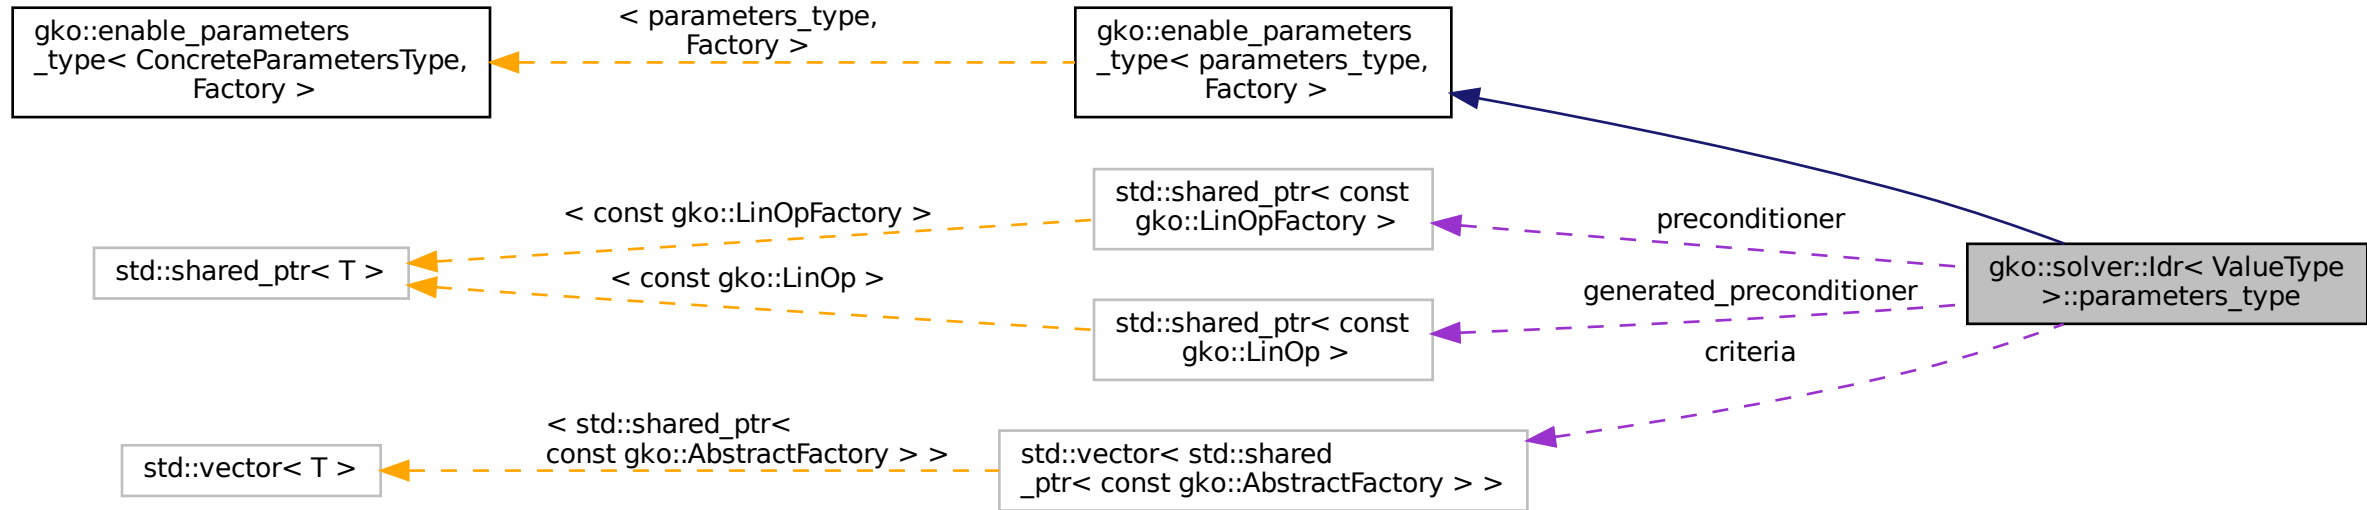 gko::enable_parameters
_type< ConcreteParametersType,
Factory >
< parameters_type,
Factory >
gko::enable_parameters
_type< parameters_type,
Factory >
std::shared_ptr< T >
< const gko::LinOpFactory >
< const gko::LinOp >
std::shared_ptr< const
gko::LinOpFactory >
std::shared_ptr< const
gko::LinOp >
preconditioner
generated_preconditioner
criteria
gko::solver::Idr< ValueType
>::parameters_type
std::vector< T >
< std::shared_ptr<
const gko::AbstractFactory > >
std::vector< std::shared
_ptr< const gko::AbstractFactory > >